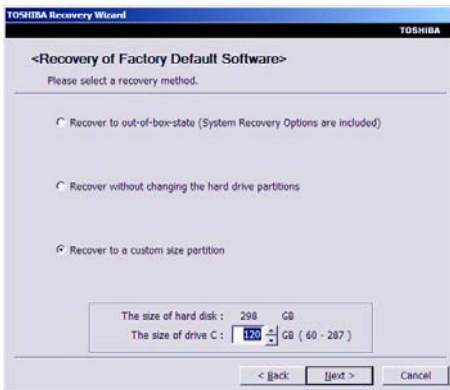 TOSHIBA Recovery Wizard
TOSHIBA
<Recovery of Factory Default Software>
Please select a recovery method.
Recover to out-of-box-state (System Recovery Options are included)
Recover without changing the hard drive partitions
Recover to a custom size partition
The size of hard disk : 298 GB
The size of drive C : 120 GB ( 60 - 287 )
< Back Next > Cancel